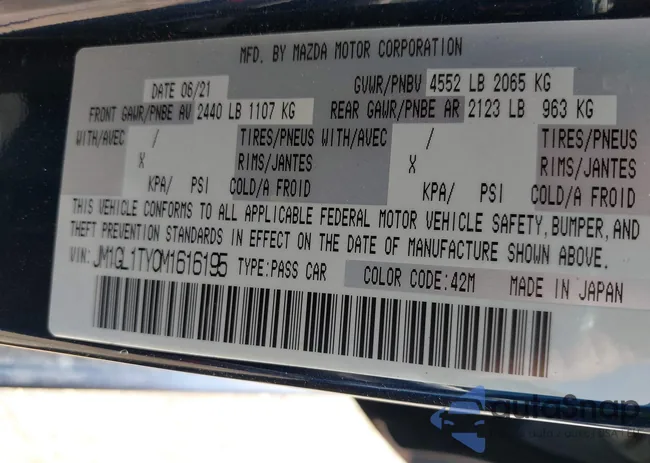 MFD. BY MAZDA MOTOR CORPORATION
DATE 06/21 GVWR/PNBV 4552 LB 2065 KG
FRONT GAWR/PNBE AV 2440 LB 1107 KG REAR GAWR/PNBE AR 2123 LB 963 KG
WITH/AVEC / TIRES/PNEUS WITH/AVEC / TIRES/PNEUS
X RIMS/JANTES X RIMS/JANTES
KPA/ PSI COLD/A FROID KPA/ PSI COLD/A FROID
THIS VEHICLE CONFORMS TO ALL APPLICABLE FEDERAL MOTOR VEHICLE SAFETY, BUMPER, AND
THEFT PREVENTION STANDARDS IN EFFECT ON THE DATE OF MANUFACTURE SHOWN ABOVE.
VIN: JM1GL1TY0M1616195 TYPE:PASS CAR COLOR CODE:42M MADE IN JAPAN
autoSnap